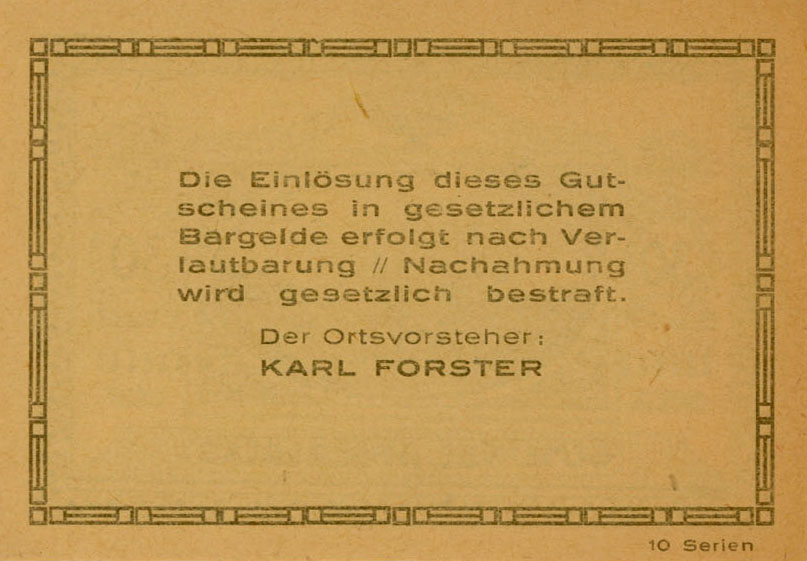 Die Einlösung dieses Gut-
scheines in gesetzlichem
Bargelde erfolgt nach Ver-
lautbarung // Nachahmung
wird gesetzlich bestraft.
Der Ortsvorsteher:
KARL FORSTER
10 Serien